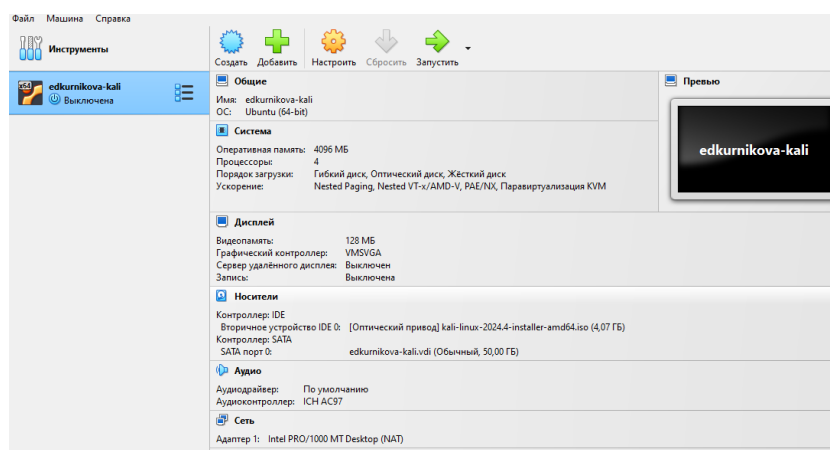 Файл Машина Справка
Инструменты
Создать Добавить Настроить Сбросить Запустить
x64
edkurnikova-kali
Выключена
Общие
Имя: edkurnikova-kali
ОС: Ubuntu (64-bit)
Превью
edkurnikova-kali
Система
Оперативная память: 4096 МБ
Процессоры: 4
Порядок загрузки: Гибкий диск, Оптический диск, Жёсткий диск
Ускорение: Nested Paging, Nested VT-x/AMD-V, PAE/NX, Паравиртуализация KVM
Дисплей
Видеопамять: 128 МБ
Графический контроллер: VMSVGA
Сервер удалённого дисплея: Выключен
Запись: Выключена
Носители
Контроллер: IDE
Вторичное устройство IDE 0: [Оптический привод] kali-linux-2024.4-installer-amd64.iso (4,07 ГБ)
Контроллер: SATA
SATA порт 0: edkurnikova-kali.vdi (Обычный, 50,00 ГБ)
Аудио
Аудиодрайвер: По умолчанию
Аудиоконтроллер: ICH AC97
Сеть
Адаптер 1: Intel PRO/1000 MT Desktop (NAT)